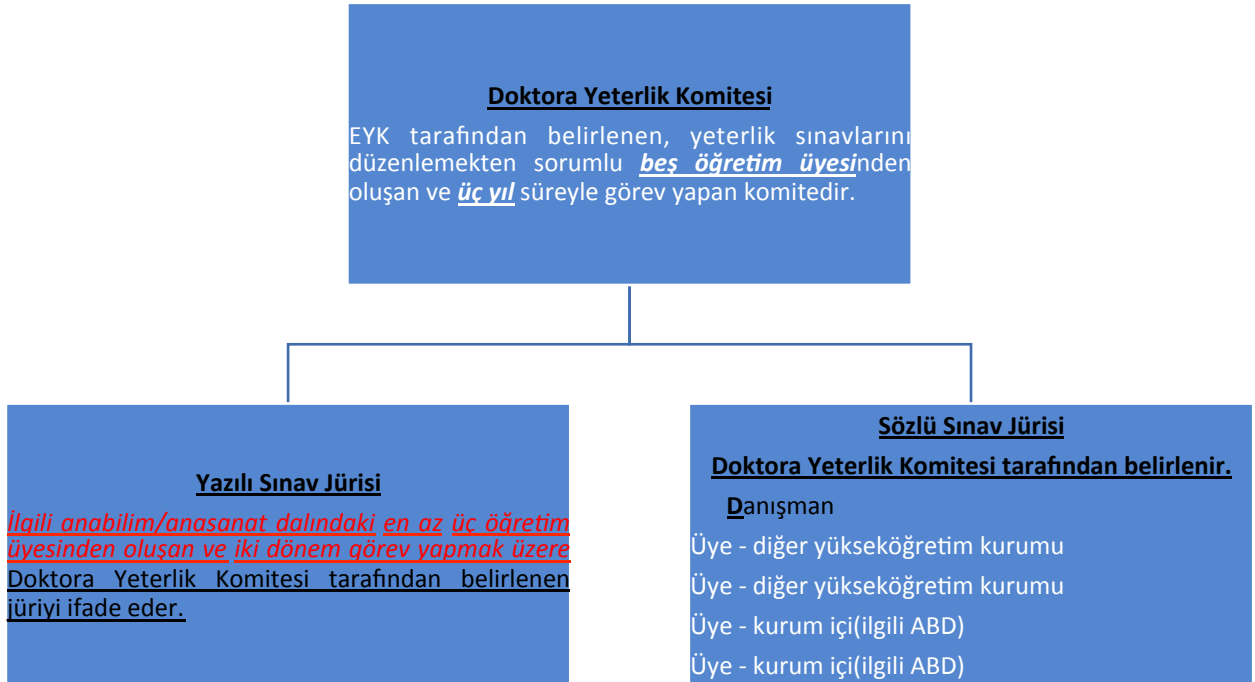 Doktora Yeterlik Komitesi
EYK tarafından belirlenen, yeterlik sınavlarını
düzenlemekten sorumlu beş öğretim üyesinden
oluşan ve üç yıl süreyle görev yapan komitedir.
Yazılı Sınav Jürisi
İlgili anabilim/anasanat dalındaki en az üç öğretim
üyesinden oluşan ve iki dönem görev yapmak üzere
Doktora Yeterlik Komitesi tarafından belirlenen
jüriyi ifade eder.
Sözlü Sınav Jürisi
Doktora Yeterlik Komitesi tarafından belirlenir.
Danışman
Üye - diğer yükseköğretim kurumu
Üye - diğer yükseköğretim kurumu
Üye - kurum içi(ilgili ABD)
Üye - kurum içi(ilgili ABD)